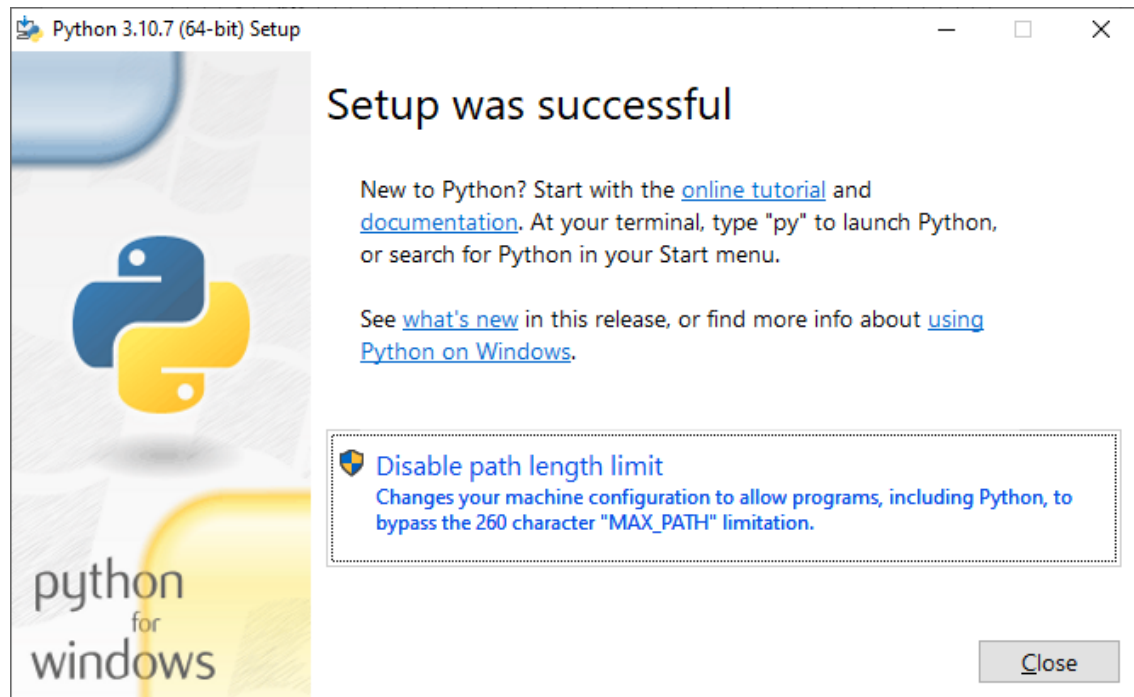 Python 3.10.7 (64-bit) Setup
Setup was successful
New to Python? Start with the online tutorial and
documentation. At your terminal, type "py" to launch Python,
or search for Python in your Start menu.
See what's new in this release, or find more info about using
Python on Windows.
Disable path length limit
Changes your machine configuration to allow programs, including Python, to
bypass the 260 character "MAX_PATH" limitation.
python
for
windows
Close